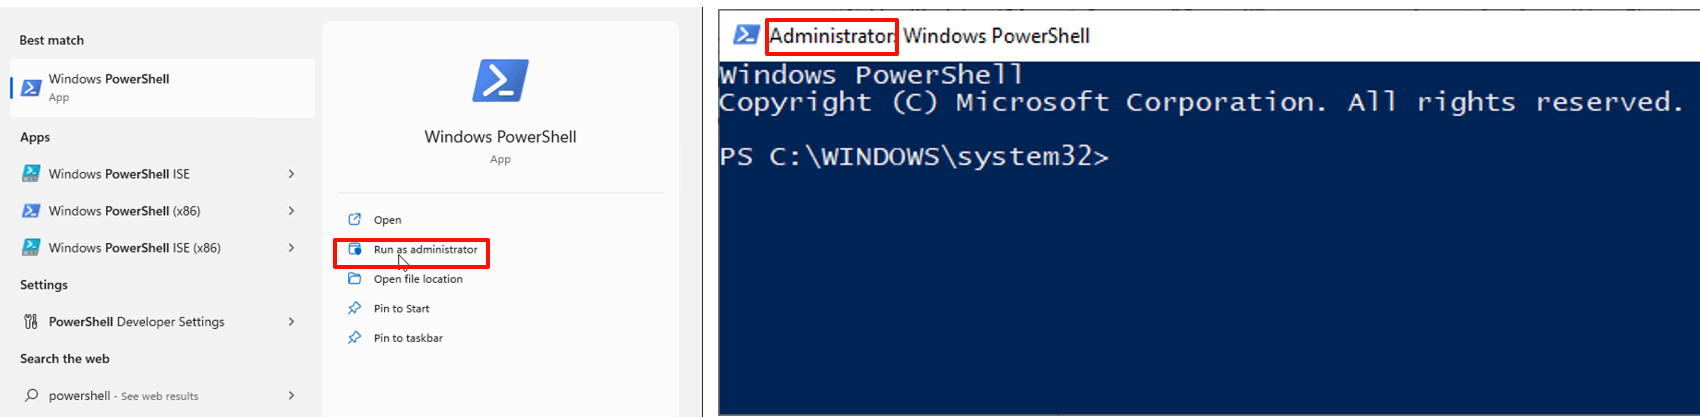 Best match
Windows PowerShell
App
Apps
Windows PowerShell ISE
Windows PowerShell (x86)
Windows PowerShell ISE (x86)
Settings
PowerShell Developer Settings
Search the web
powershell - See web results
Windows PowerShell
App
Open
Run as administrator
Open file location
Pin to Start
Pin to taskbar
Administrator: Windows PowerShell
Windows PowerShell
Copyright (C) Microsoft Corporation. All rights reserved.
PS C:\WINDOWS\system32>